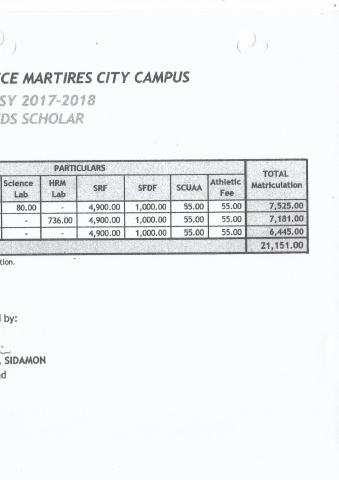 CE MARTIRES CITY CAMPUS
SY 2017-2018
DS SCHOLAR
PARTICULARS TOTAL Matriculation
Science Lab HRM Lab SRF SFDF SCUAA Athletic Fee
80.00 - 4,900.00 1,000.00 55.00 55.00 7,525.00
- 736.00 4,900.00 1,000.00 55.00 55.00 7,181.00
- - 4,900.00 1,000.00 55.00 55.00 6,445.00
21,151.00
tion.
by:
. SIDAMON
d